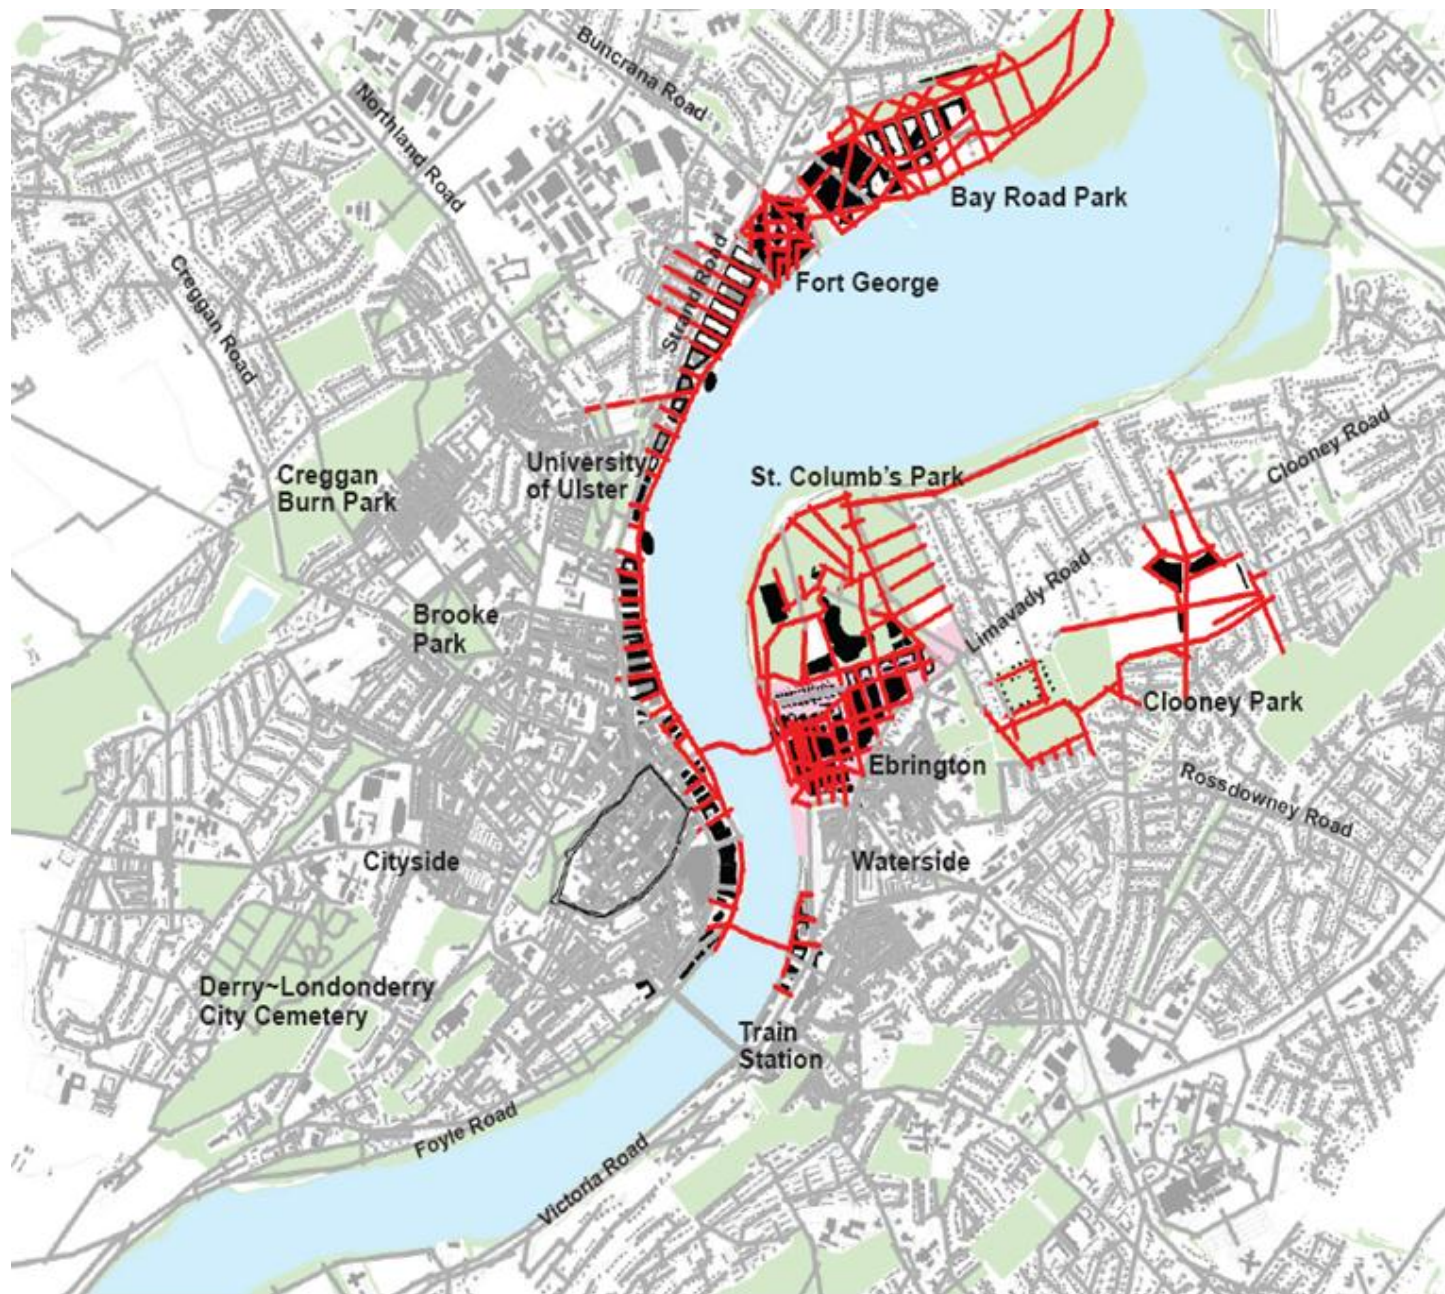 Buncrana Road
Northland Road
Bay Road Park
Creggan Road
Strand Road
Fort George
Clooney Road
University
of Ulster
St. Columb's Park
Creggan
Burn Park
Limavady Road
Brooke
Park
Clooney Park
Ebrington
Rossdowney Road
Cityside
Waterside
Derry~Londonderry
City Cemetery
Train
Station
Foyle Road
Victoria Road